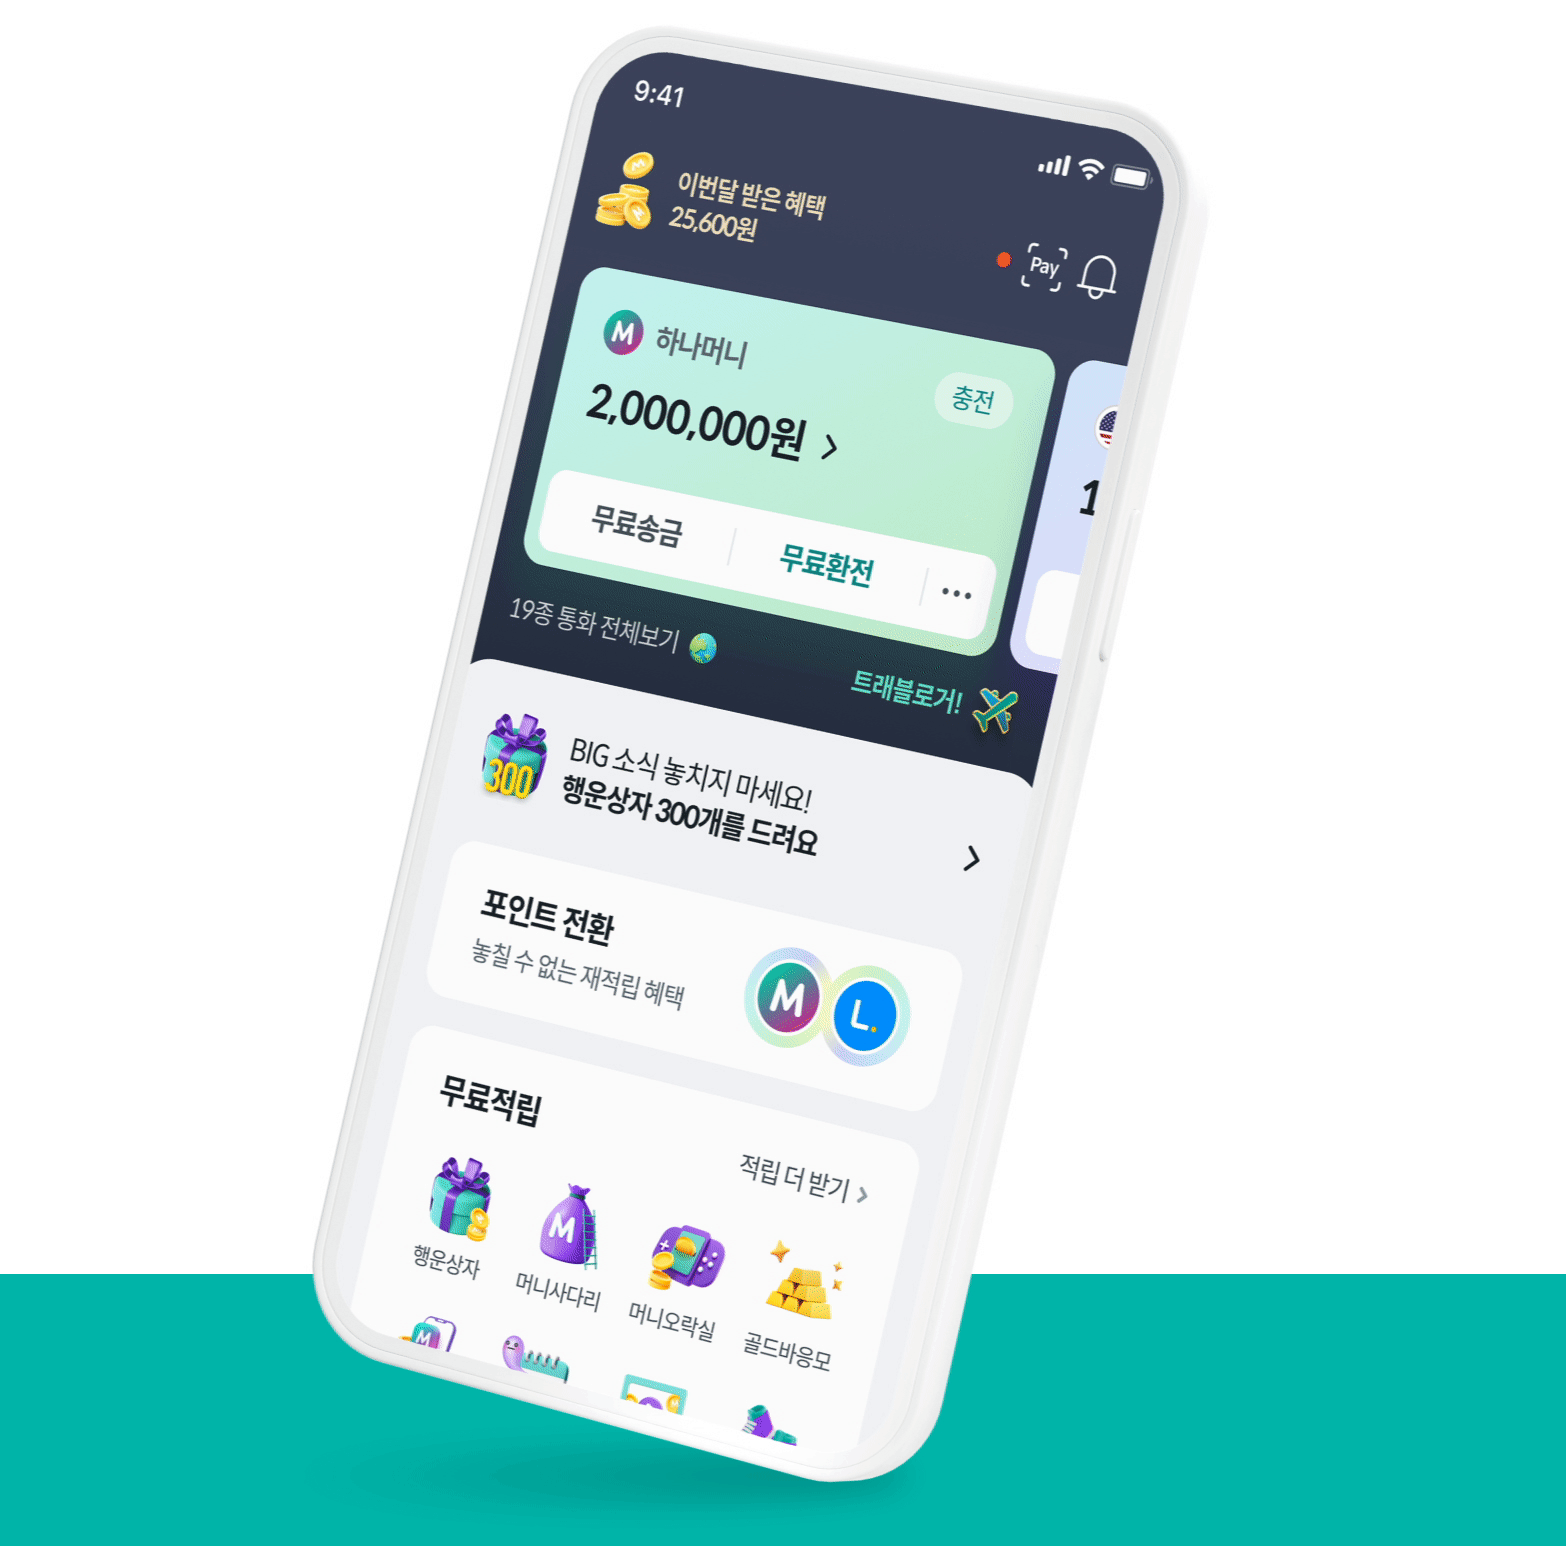 9:41
이번달 받은 혜택
25,600원
Pay
M 하나머니
충전
2,000,000원
1
무료송금
무료환전
19종 통화 전체보기
트래블로거!
300
BIG 소식 놓치지 마세요!
행운상자 300개를 드려요
포인트 전환
놓칠 수 없는 재적립 혜택
M
L.
무료적립
적립 더 받기
M
행운상자
머니사다리
머니오락실
골드바응모
M